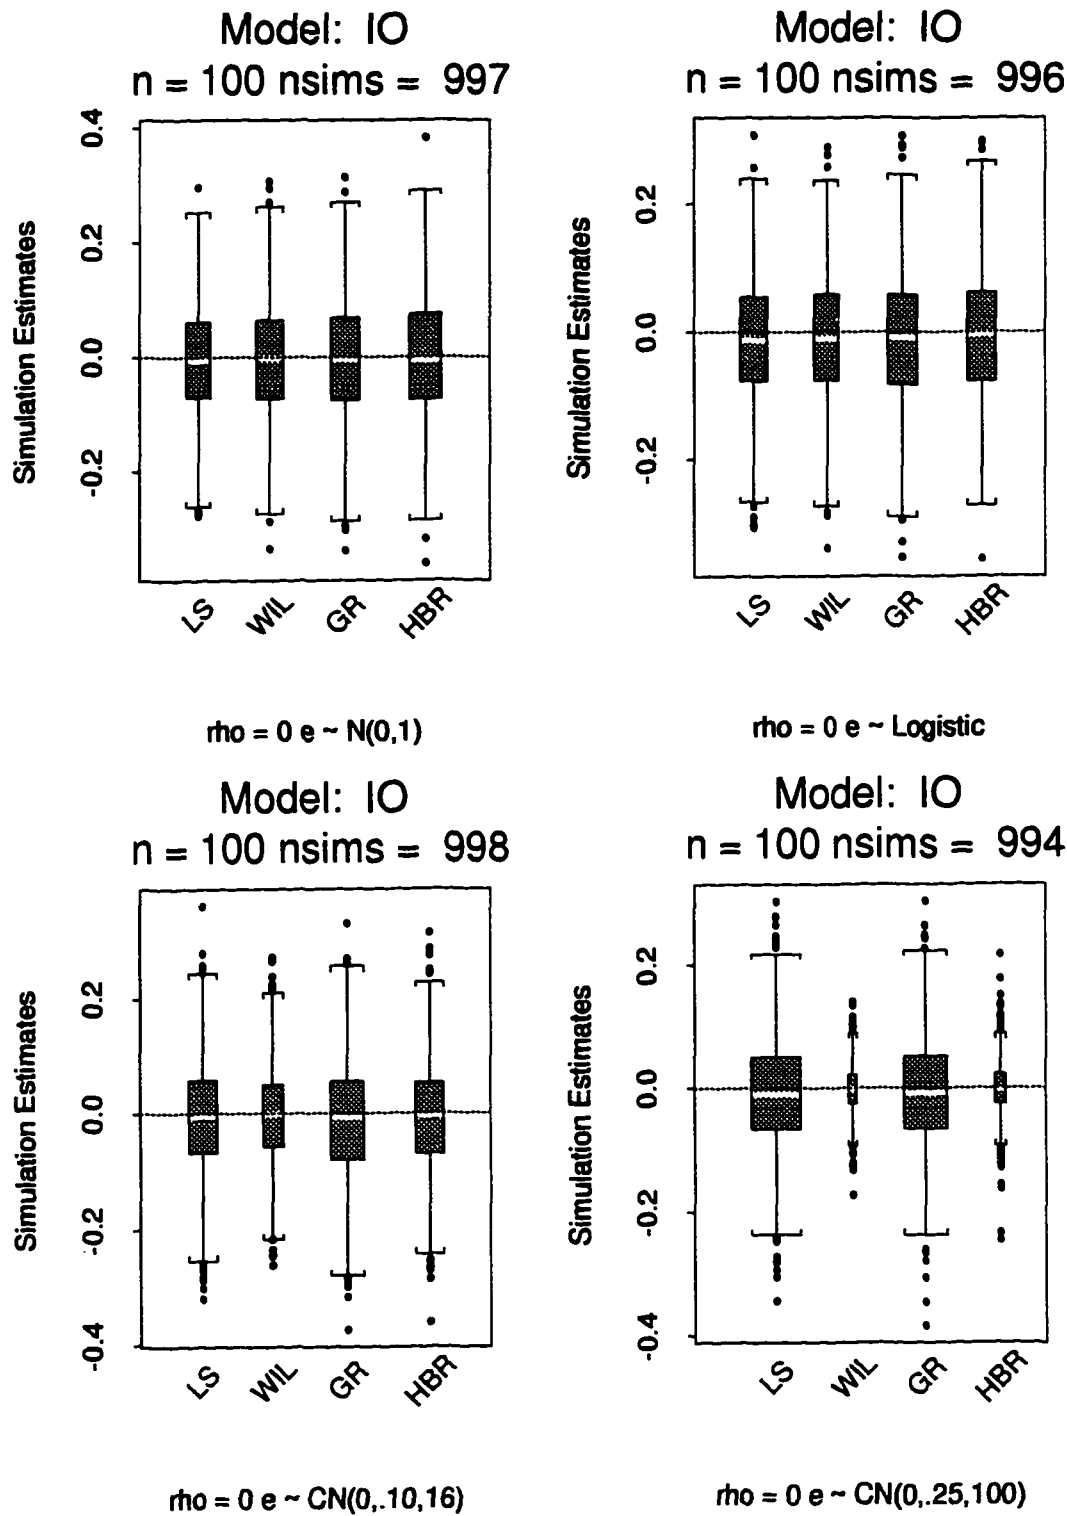 Model: IO
n = 100 nsims = 997
Simulation Estimates
0.4
0.2
0.0
-0.2
LS
WIL
GR
HBR
rho = 0 e ~ N(0,1)
Model: IO
n = 100 nsims = 996
Simulation Estimates
0.2
0.0
-0.2
LS
WIL
GR
HBR
rho = 0 e ~ Logistic
Model: IO
n = 100 nsims = 998
Simulation Estimates
0.2
0.0
-0.2
-0.4
LS
WIL
GR
HBR
rho = 0 e ~ CN(0,.10,16)
Model: IO
n = 100 nsims = 994
Simulation Estimates
0.2
0.0
-0.2
-0.4
LS
WIL
GR
HBR
rho = 0 e ~ CN(0,.25,100)